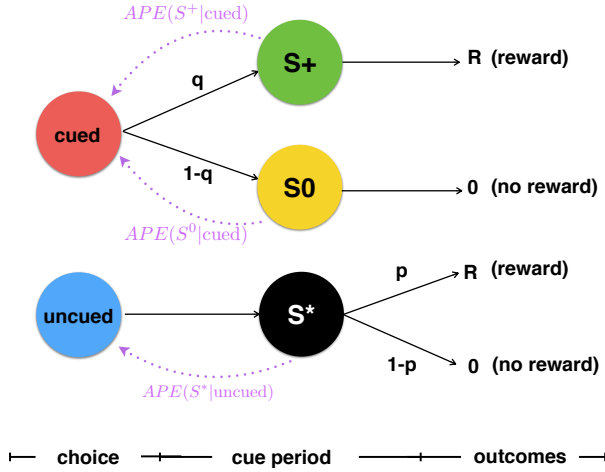 APE(S⁺|cued)
S+
R (reward)
q
cued
1-q
S0
0 (no reward)
APE(S⁰|cued)
p
R (reward)
uncued
S*
1-p
0 (no reward)
APE(S*|uncued)
choice cue period outcomes